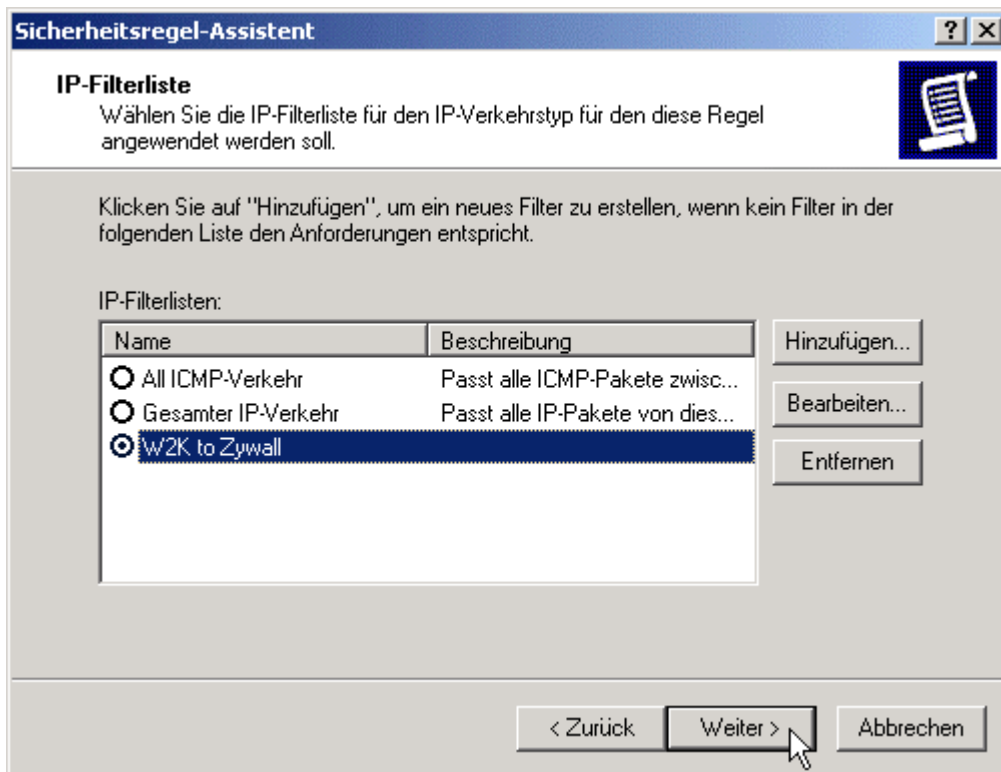 Sicherheitsregel-Assistent
IP-Filterliste
Wählen Sie die IP-Filterliste für den IP-Verkehrstyp für den diese Regel
angewendet werden soll.
Klicken Sie auf "Hinzufügen", um ein neues Filter zu erstellen, wenn kein Filter in der
folgenden Liste den Anforderungen entspricht.
IP-Filterlisten:
Name Beschreibung
All ICMP-Verkehr Passt alle ICMP-Pakete zwisc...
Gesamter IP-Verkehr Passt alle IP-Pakete von dies...
W2K to Zywall
Hinzufügen...
Bearbeiten...
Entfernen
< Zurück Weiter > Abbrechen